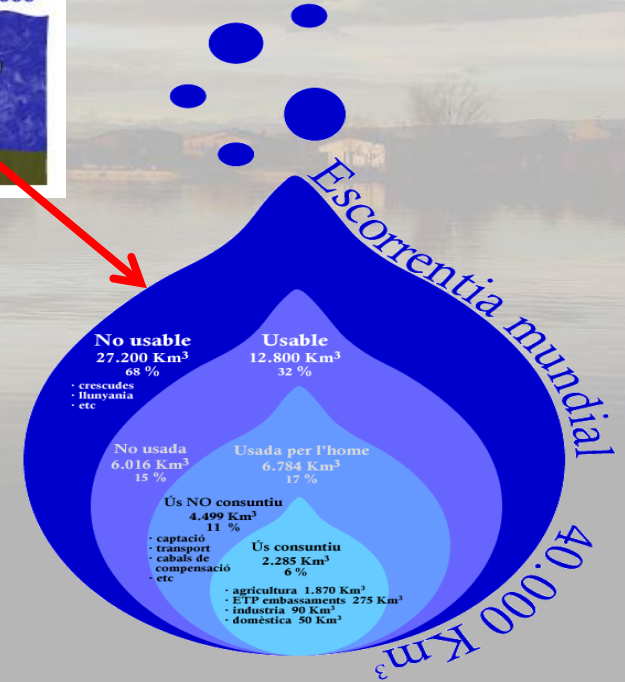 Escorrentia mundial
40.000 Km³
No usable
27.200 Km³
68 %
· crescudes
· llunyania
· etc
Usable
12.800 Km³
32 %
No usada
6.016 Km³
15 %
Usada per l'home
6.784 Km³
17 %
Ús NO consuntiu
4.499 Km³
11 %
· captació
· transport
· cabals de
compensació
· etc
Ús consuntiu
2.285 Km³
6 %
· agricultura 1.870 Km³
· ETP embassaments 275 Km³
· industria 90 Km³
· domèstica 50 Km³